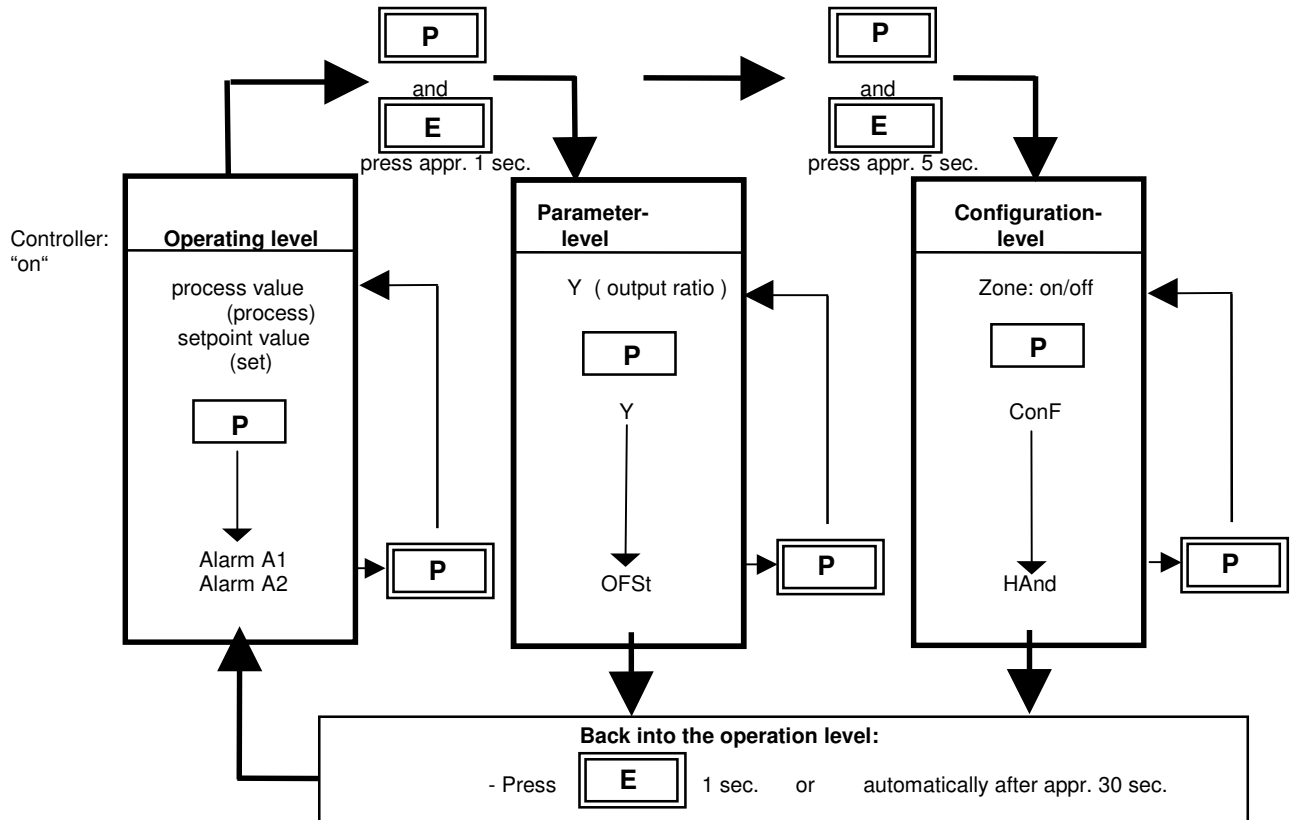 P
and
E
press appr. 1 sec.
P
and
E
press appr. 5 sec.
Controller:
“on“
Operating level
process value
(process)
setpoint value
(set)
P
Alarm A1
Alarm A2
P
Parameter-
level
Y ( output ratio )
P
Y
OFSt
P
Configuration-
level
Zone: on/off
P
ConF
HAnd
P
Back into the operation level:
- Press E 1 sec. or automatically after appr. 30 sec.